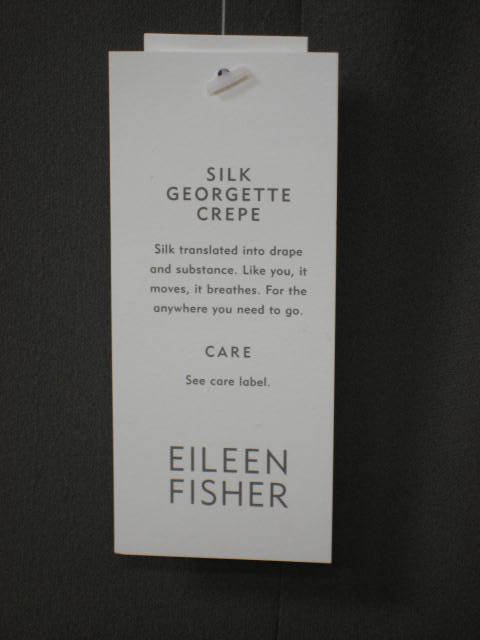 SILK
GEORGETTE
CREPE
Silk translated into drape
and substance. Like you, it
moves, it breathes. For the
anywhere you need to go.
CARE
See care label.
EILEEN
FISHER